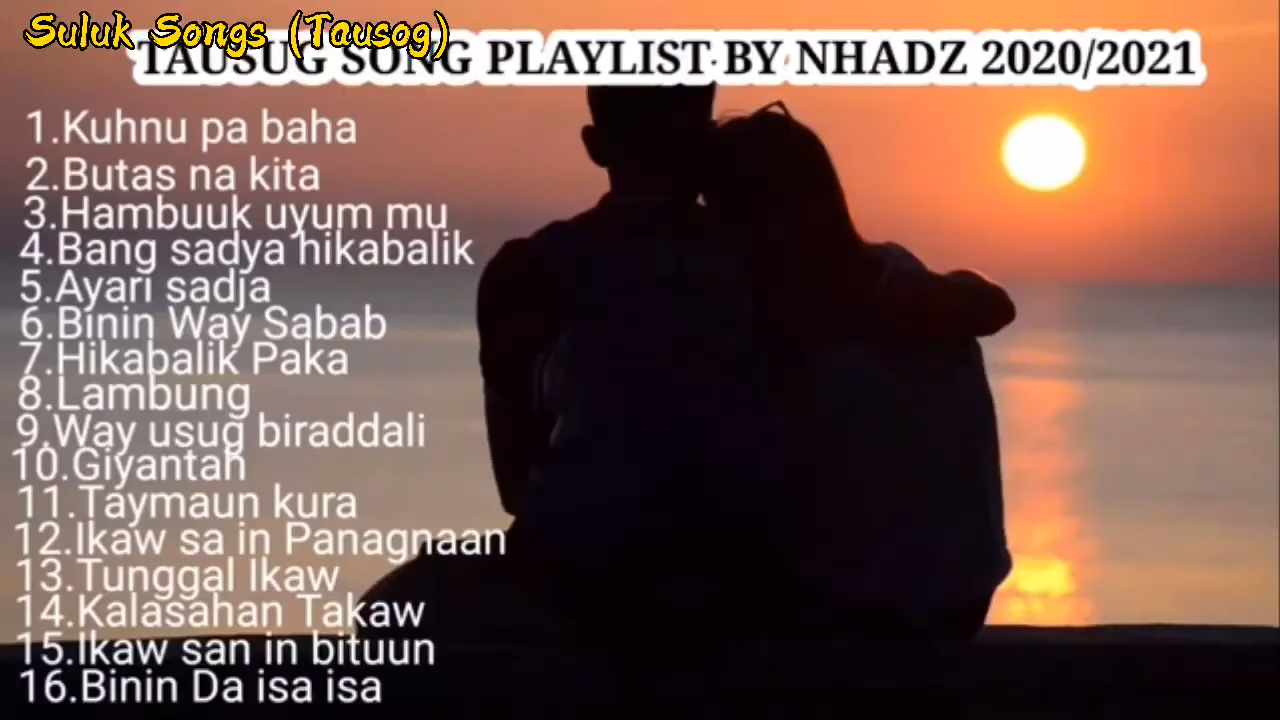 Suluk Songs (Tausog)
TAUSUG SONG PLAYLIST BY NHADZ 2020/2021
1.Kuhnu pa baha
2.Butas na kita
3.Hambuuk uyum mu
4.Bang sadya hikabalik
5.Ayari sadja
6.Binin Way Sabab
7.Hikabalik Paka
8.Lambung
9.Way usug biraddali
10.Giyantah
11.Taymaun kura
12.Ikaw sa in Panagnaan
13.Tunggal Ikaw
14.Kalasahan Takaw
15.Ikaw san in bituun
16.Binin Da isa isa